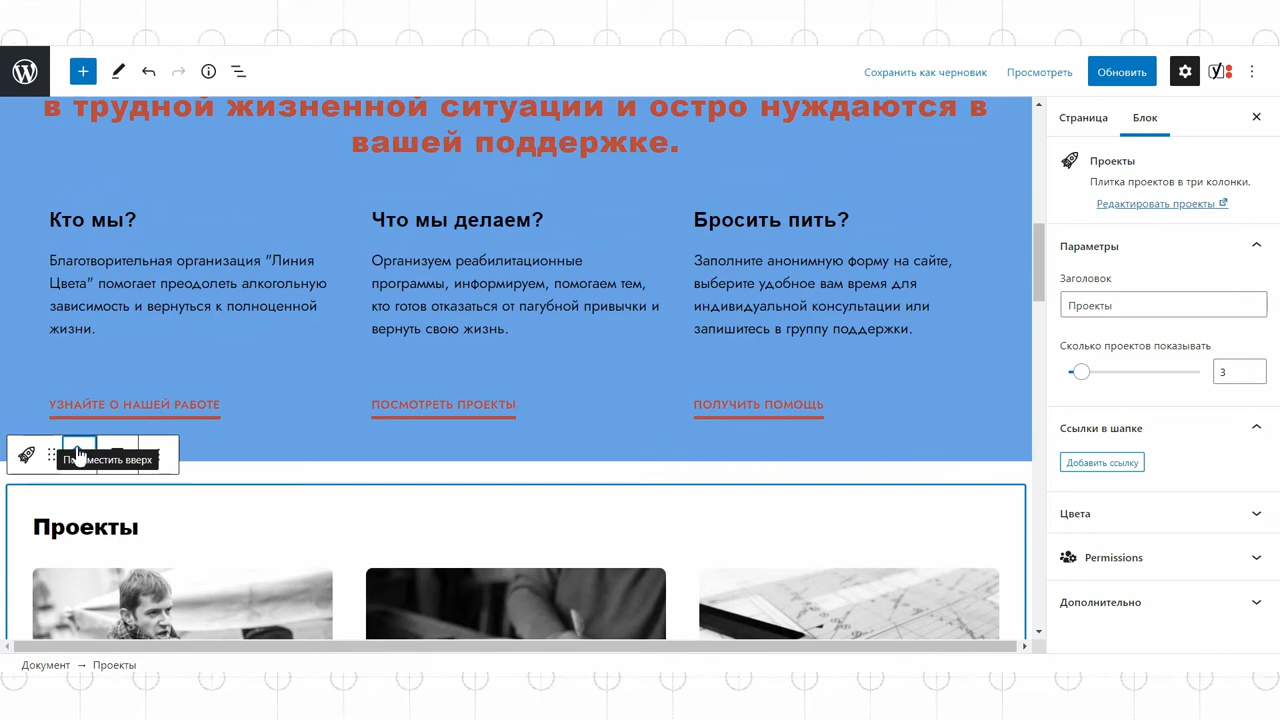 Сохранить как черновик
Просмотреть
Обновить
в трудной жизненной ситуации и остро нуждаются в
вашей поддержке.
Кто мы?
Благотворительная организация "Линия
Цвета" помогает преодолеть алкогольную
зависимость и вернуться к полноценной
жизни.
УЗНАЙТЕ О НАШЕЙ РАБОТЕ
Что мы делаем?
Организуем реабилитационные
программы, информируем, помогаем тем,
кто готов отказаться от пагубной привычки и
вернуть свою жизнь.
ПОСМОТРЕТЬ ПРОЕКТЫ
Бросить пить?
Заполните анонимную форму на сайте,
выберите удобное вам время для
индивидуальной консультации или
запишитесь в группу поддержки.
ПОЛУЧИТЬ ПОМОЩЬ
вверх
Проекты
Страница
Блок
Проекты
Плитка проектов в три колонки.
Редактировать проекты
Параметры
Заголовок
Проекты
Сколько проектов показывать
3
Ссылки в шапке
Добавить ссылку
Цвета
Permissions
Дополнительно
Документ → Проекты